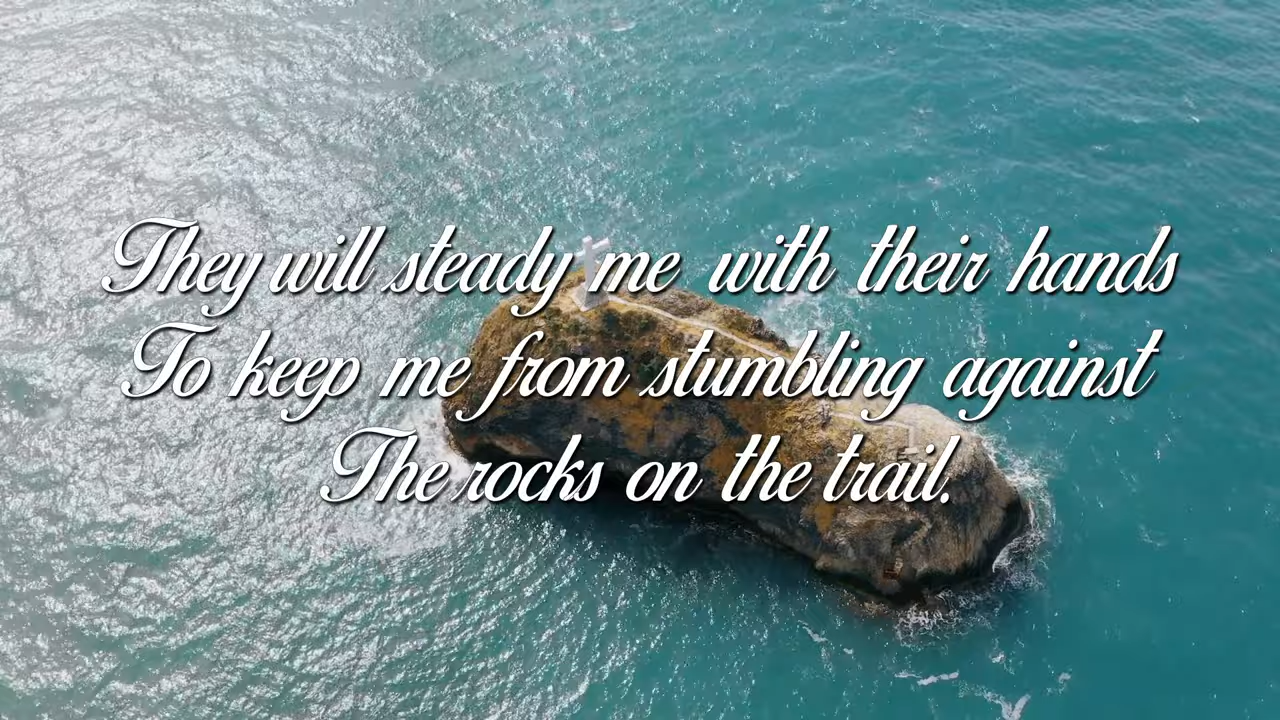 They will steady me with their hands
To keep me from stumbling against
The rocks on the trail.